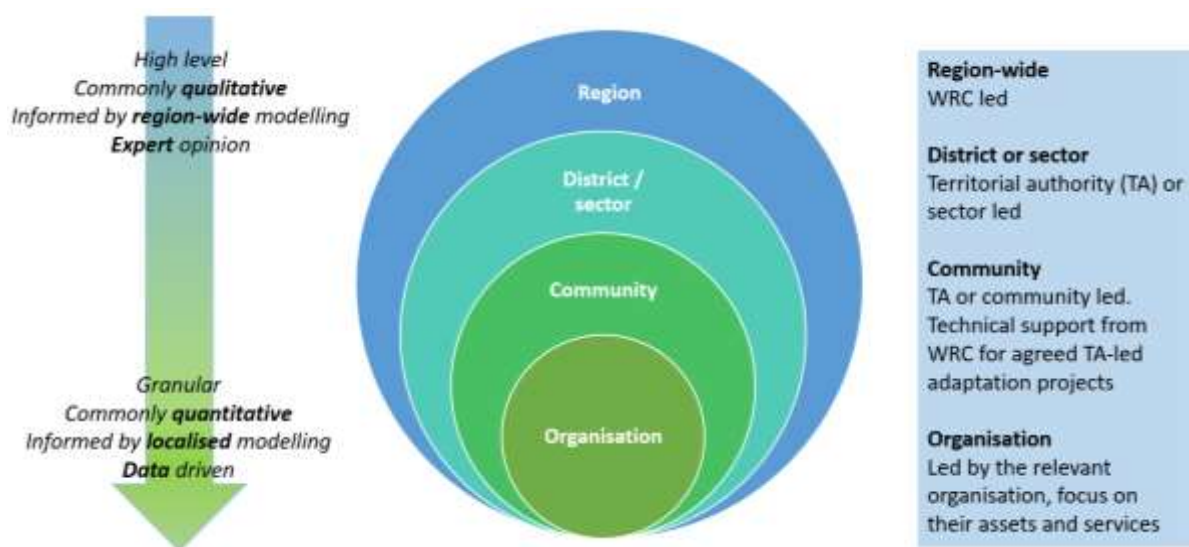 High level
Commonly qualitative
Informed by region-wide modelling
Expert opinion
Granular
Commonly quantitative
Informed by localised modelling
Data driven
Region
District /
sector
Community
Organisation
Region-wide
WRC led
District or sector
Territorial authority (TA) or
sector led
Community
TA or community led.
Technical support from
WRC for agreed TA-led
adaptation projects
Organisation
Led by the relevant
organisation, focus on
their assets and services